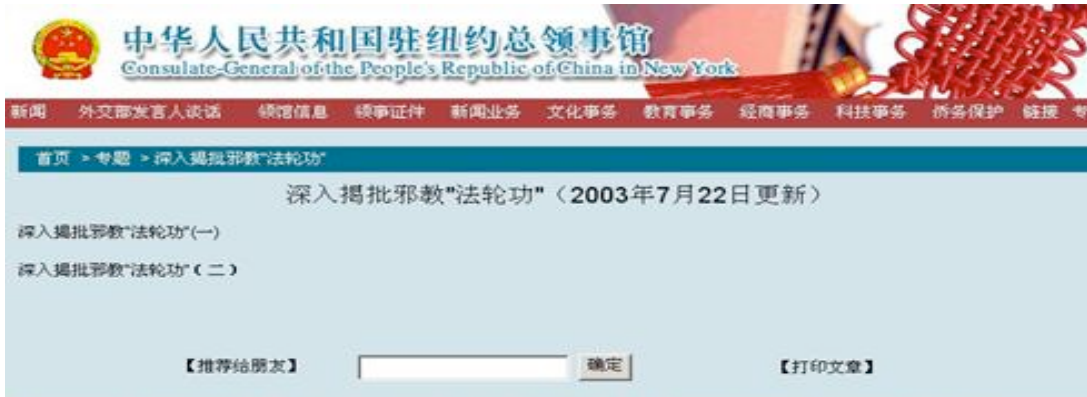 中华人民共和国驻纽约总领事馆
Consulate-General of the People's Republic of China in New York
新闻 外交部发言人谈话 领馆信息 领事证件 新闻业务 文化事务 教育事务 经商事务 科技事务 侨务保护 链接 专
首页 > 专题 > 深入揭批邪教"法轮功"
深入揭批邪教"法轮功"（2003年7月22日更新）
深入揭批邪教"法轮功"(一)
深入揭批邪教"法轮功"(二)
【推荐给朋友】 确定 【打印文章】